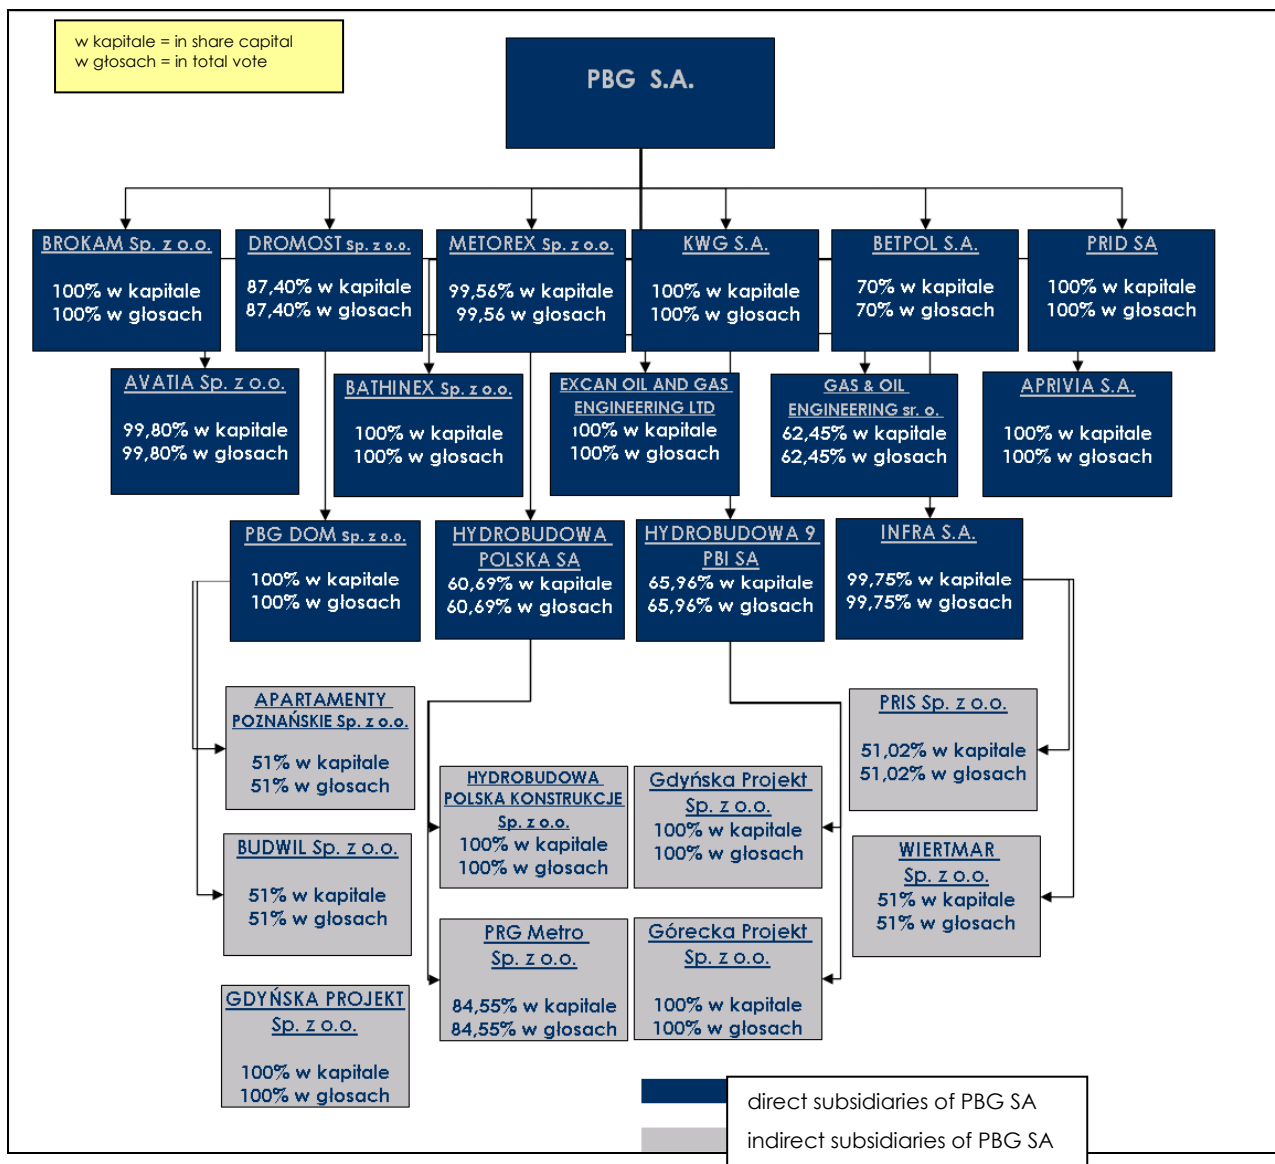 w kapitale = in share capital
w głosach = in total vote
PBG S.A.
BROKAM Sp. z o.o.
100% w kapitale
100% w głosach
DROMOST Sp. z o.o.
87,40% w kapitale
87,40% w głosach
METOREX Sp. z o.o.
99,56% w kapitale
99,56 w głosach
KWG S.A.
100% w kapitale
100% w głosach
BETPOL S.A.
70% w kapitale
70% w głosach
PRID SA
100% w kapitale
100% w głosach
AVATIA Sp. z o.o.
99,80% w kapitale
99,80% w głosach
BATHINEX Sp. z o.o.
100% w kapitale
100% w głosach
EXCAN OIL AND GAS
ENGINEERING LTD
100% w kapitale
100% w głosach
GAS & OIL
ENGINEERING sr. o.
62,45% w kapitale
62,45% w głosach
APRIVIA S.A.
100% w kapitale
100% w głosach
PBG DOM Sp. z o.o.
100% w kapitale
100% w głosach
HYDROBUDOWA
POLSKA SA
60,69% w kapitale
60,69% w głosach
HYDROBUDOWA 9
PBI SA
65,96% w kapitale
65,96% w głosach
INFRA S.A.
99,75% w kapitale
99,75% w głosach
APARTAMENTY
POZNAŃSKIE Sp. z o.o.
51% w kapitale
51% w głosach
HYDROBUDOWA
POLSKA KONSTRUKCJE
Sp. z o.o.
100% w kapitale
100% w głosach
Gdyńska Projekt
Sp. z o.o.
100% w kapitale
100% w głosach
PRIS Sp. z o.o.
51,02% w kapitale
51,02% w głosach
BUDWIL Sp. z o.o.
51% w kapitale
51% w głosach
PRG Metro
Sp. z o.o.
84,55% w kapitale
84,55% w głosach
Górecka Projekt
Sp. z o.o.
100% w kapitale
100% w głosach
WIERTMAR
Sp. z o.o.
51% w kapitale
51% w głosach
GDYŃSKA PROJEKT
Sp. z o.o.
100% w kapitale
100% w głosach
direct subsidiaries of PBG SA
indirect subsidiaries of PBG SA